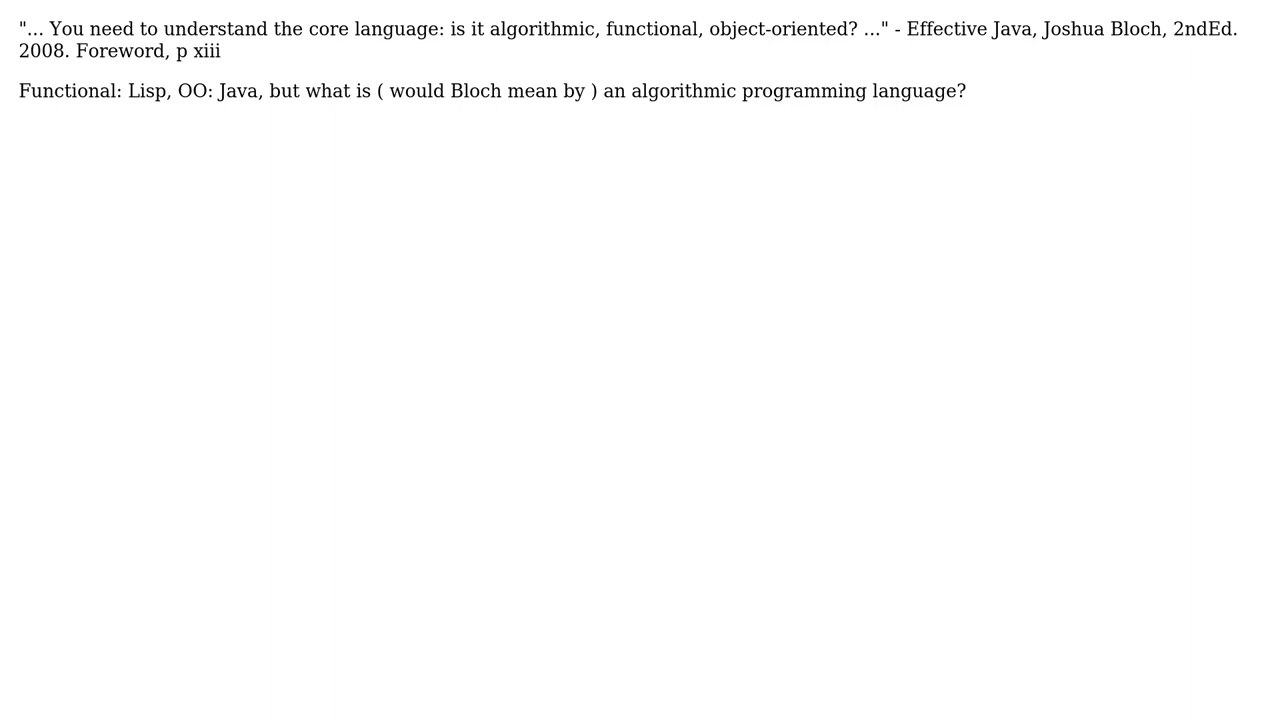 "... You need to understand the core language: is it algorithmic, functional, object-oriented? ..." - Effective Java, Joshua Bloch, 2ndEd.
2008. Foreword, p xiii
Functional: Lisp, OO: Java, but what is ( would Bloch mean by ) an algorithmic programming language?